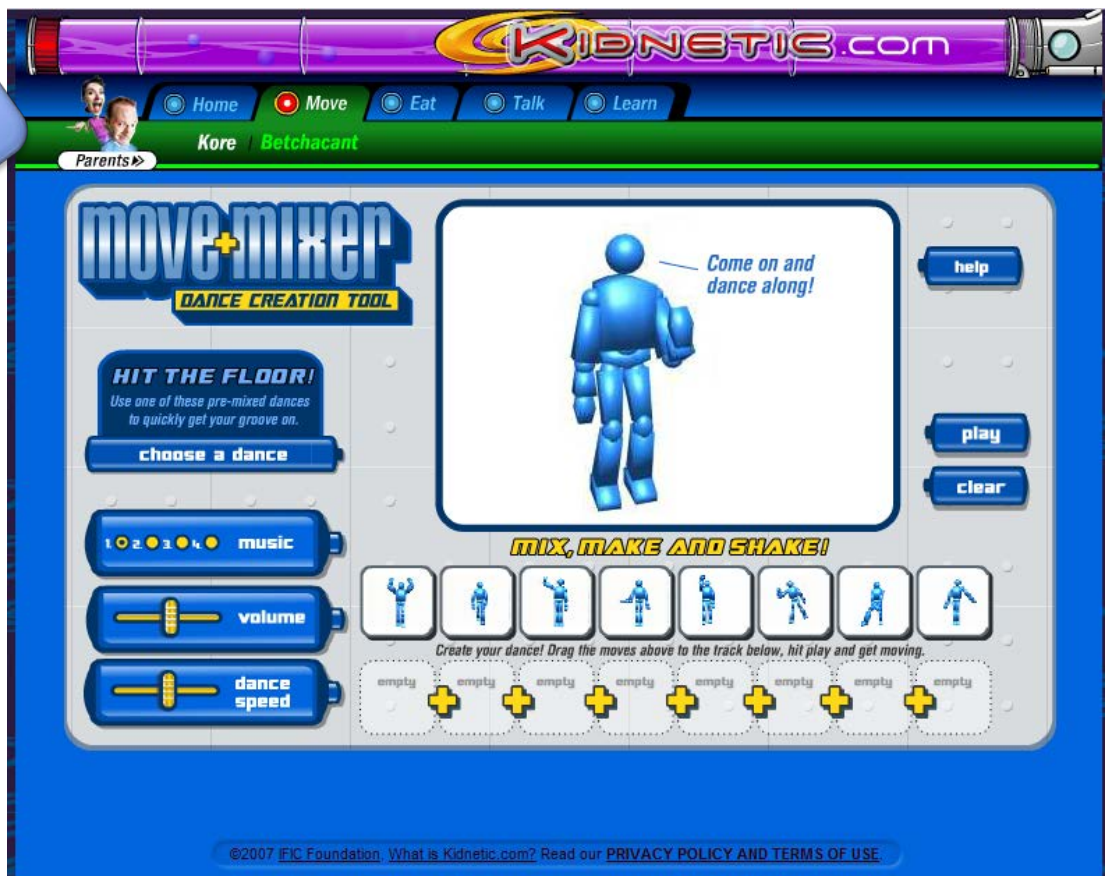 KIDNETIC.COM
Home Move Eat Talk Learn
Parents
Kore | Betchacant
move+mixer
DANCE CREATION TOOL
Come on and
dance along!
help
HIT THE FLOOR!
Use one of these pre-mixed dances
to quickly get your groove on.
choose a dance
play
clear
1. 2. 3. 4. music
MIX, MAKE AND SHAKE!
volume
Create your dance! Drag the moves above to the track below, hit play and get moving.
dance
speed
empty empty empty empty empty empty empty empty
©2007 IFIC Foundation. What is Kidnetic.com? Read our PRIVACY POLICY AND TERMS OF USE.